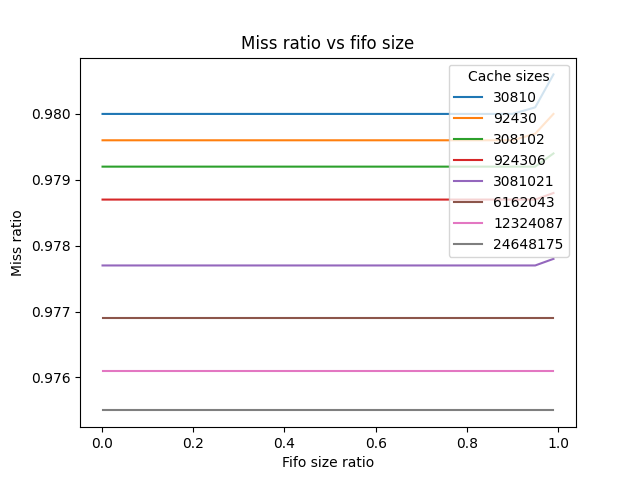 Miss ratio vs fifo size
Cache sizes
30810
92430
308102
924306
3081021
6162043
12324087
24648175
0.980
0.979
0.978
0.977
0.976
Miss ratio
0.0 0.2 0.4 0.6 0.8 1.0
Fifo size ratio